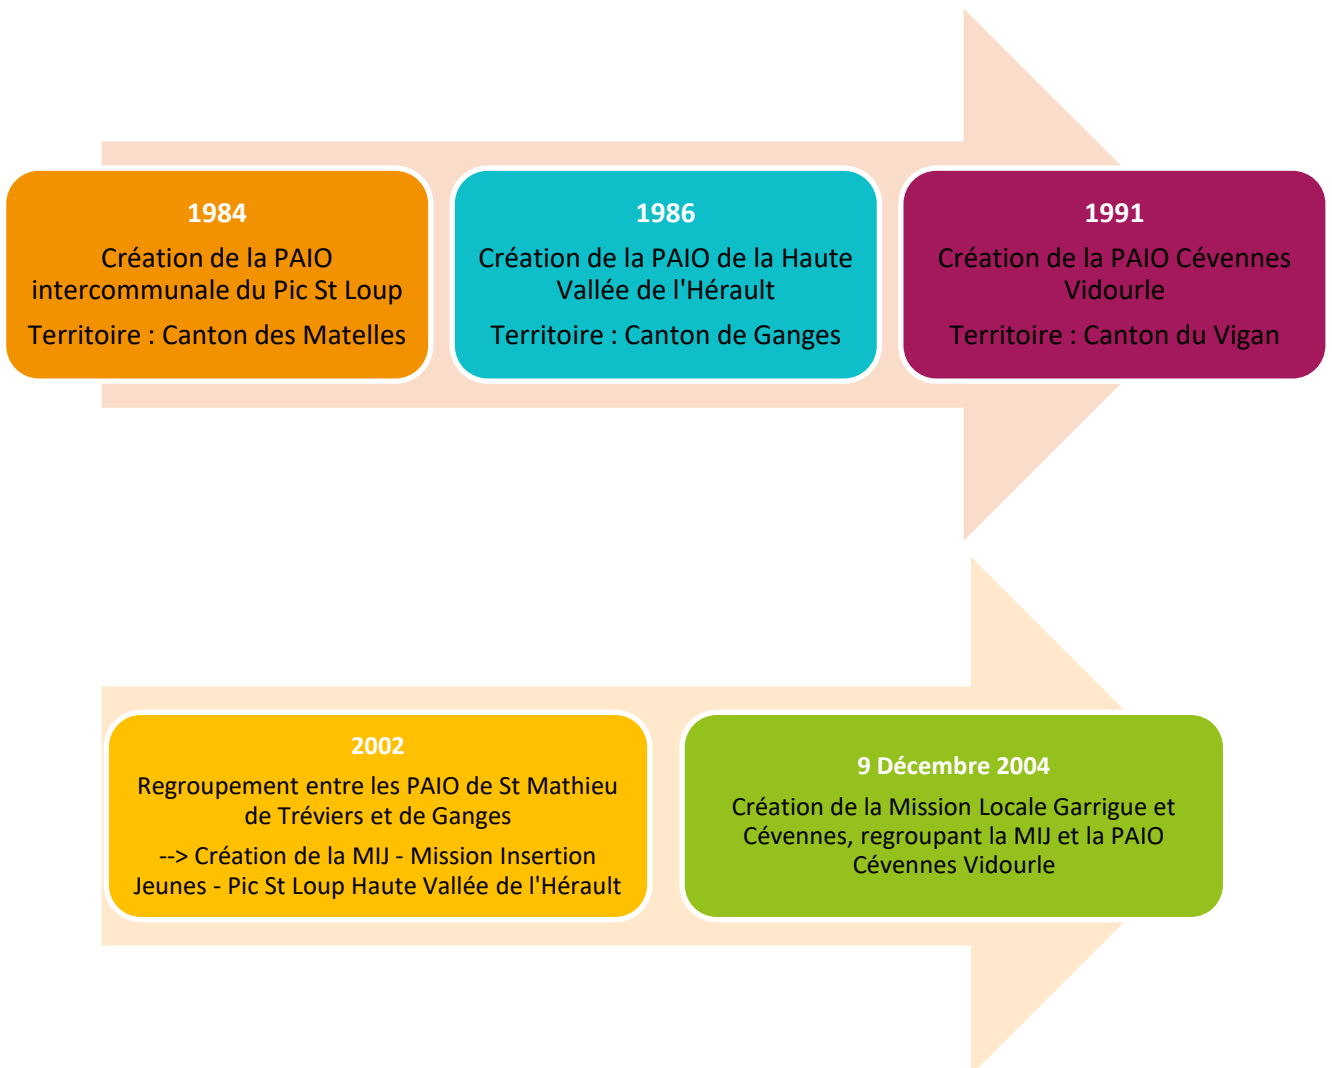 1984
Création de la PAIO
intercommunale du Pic St Loup
Territoire : Canton des Matelles
1986
Création de la PAIO de la Haute
Vallée de l'Hérault
Territoire : Canton de Ganges
1991
Création de la PAIO Cévennes
Vidourle
Territoire : Canton du Vigan
2002
Regroupement entre les PAIO de St Mathieu
de Tréviers et de Ganges
--> Création de la MIJ - Mission Insertion
Jeunes - Pic St Loup Haute Vallée de l'Hérault
9 Décembre 2004
Création de la Mission Locale Garrigue et
Cévennes, regroupant la MIJ et la PAIO
Cévennes Vidourle